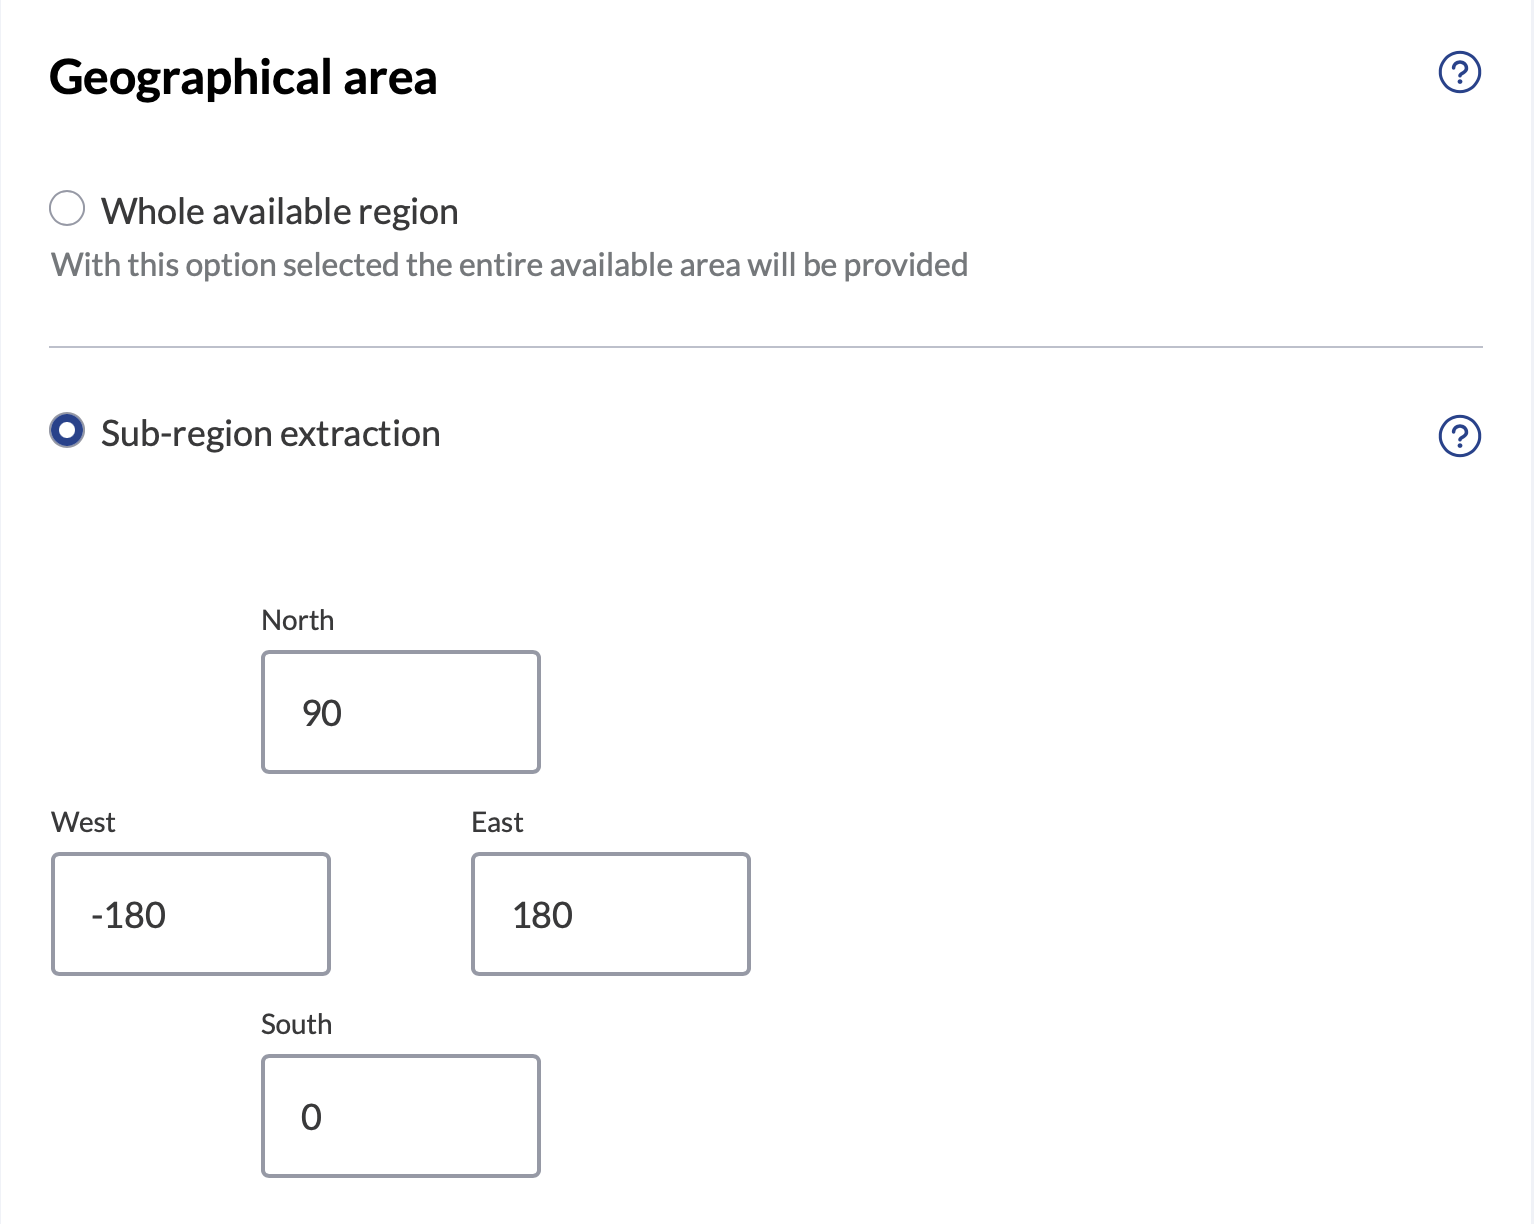 Geographical area
?
Whole available region
With this option selected the entire available area will be provided
Sub-region extraction
?
North
90
West East
-180 180
South
0